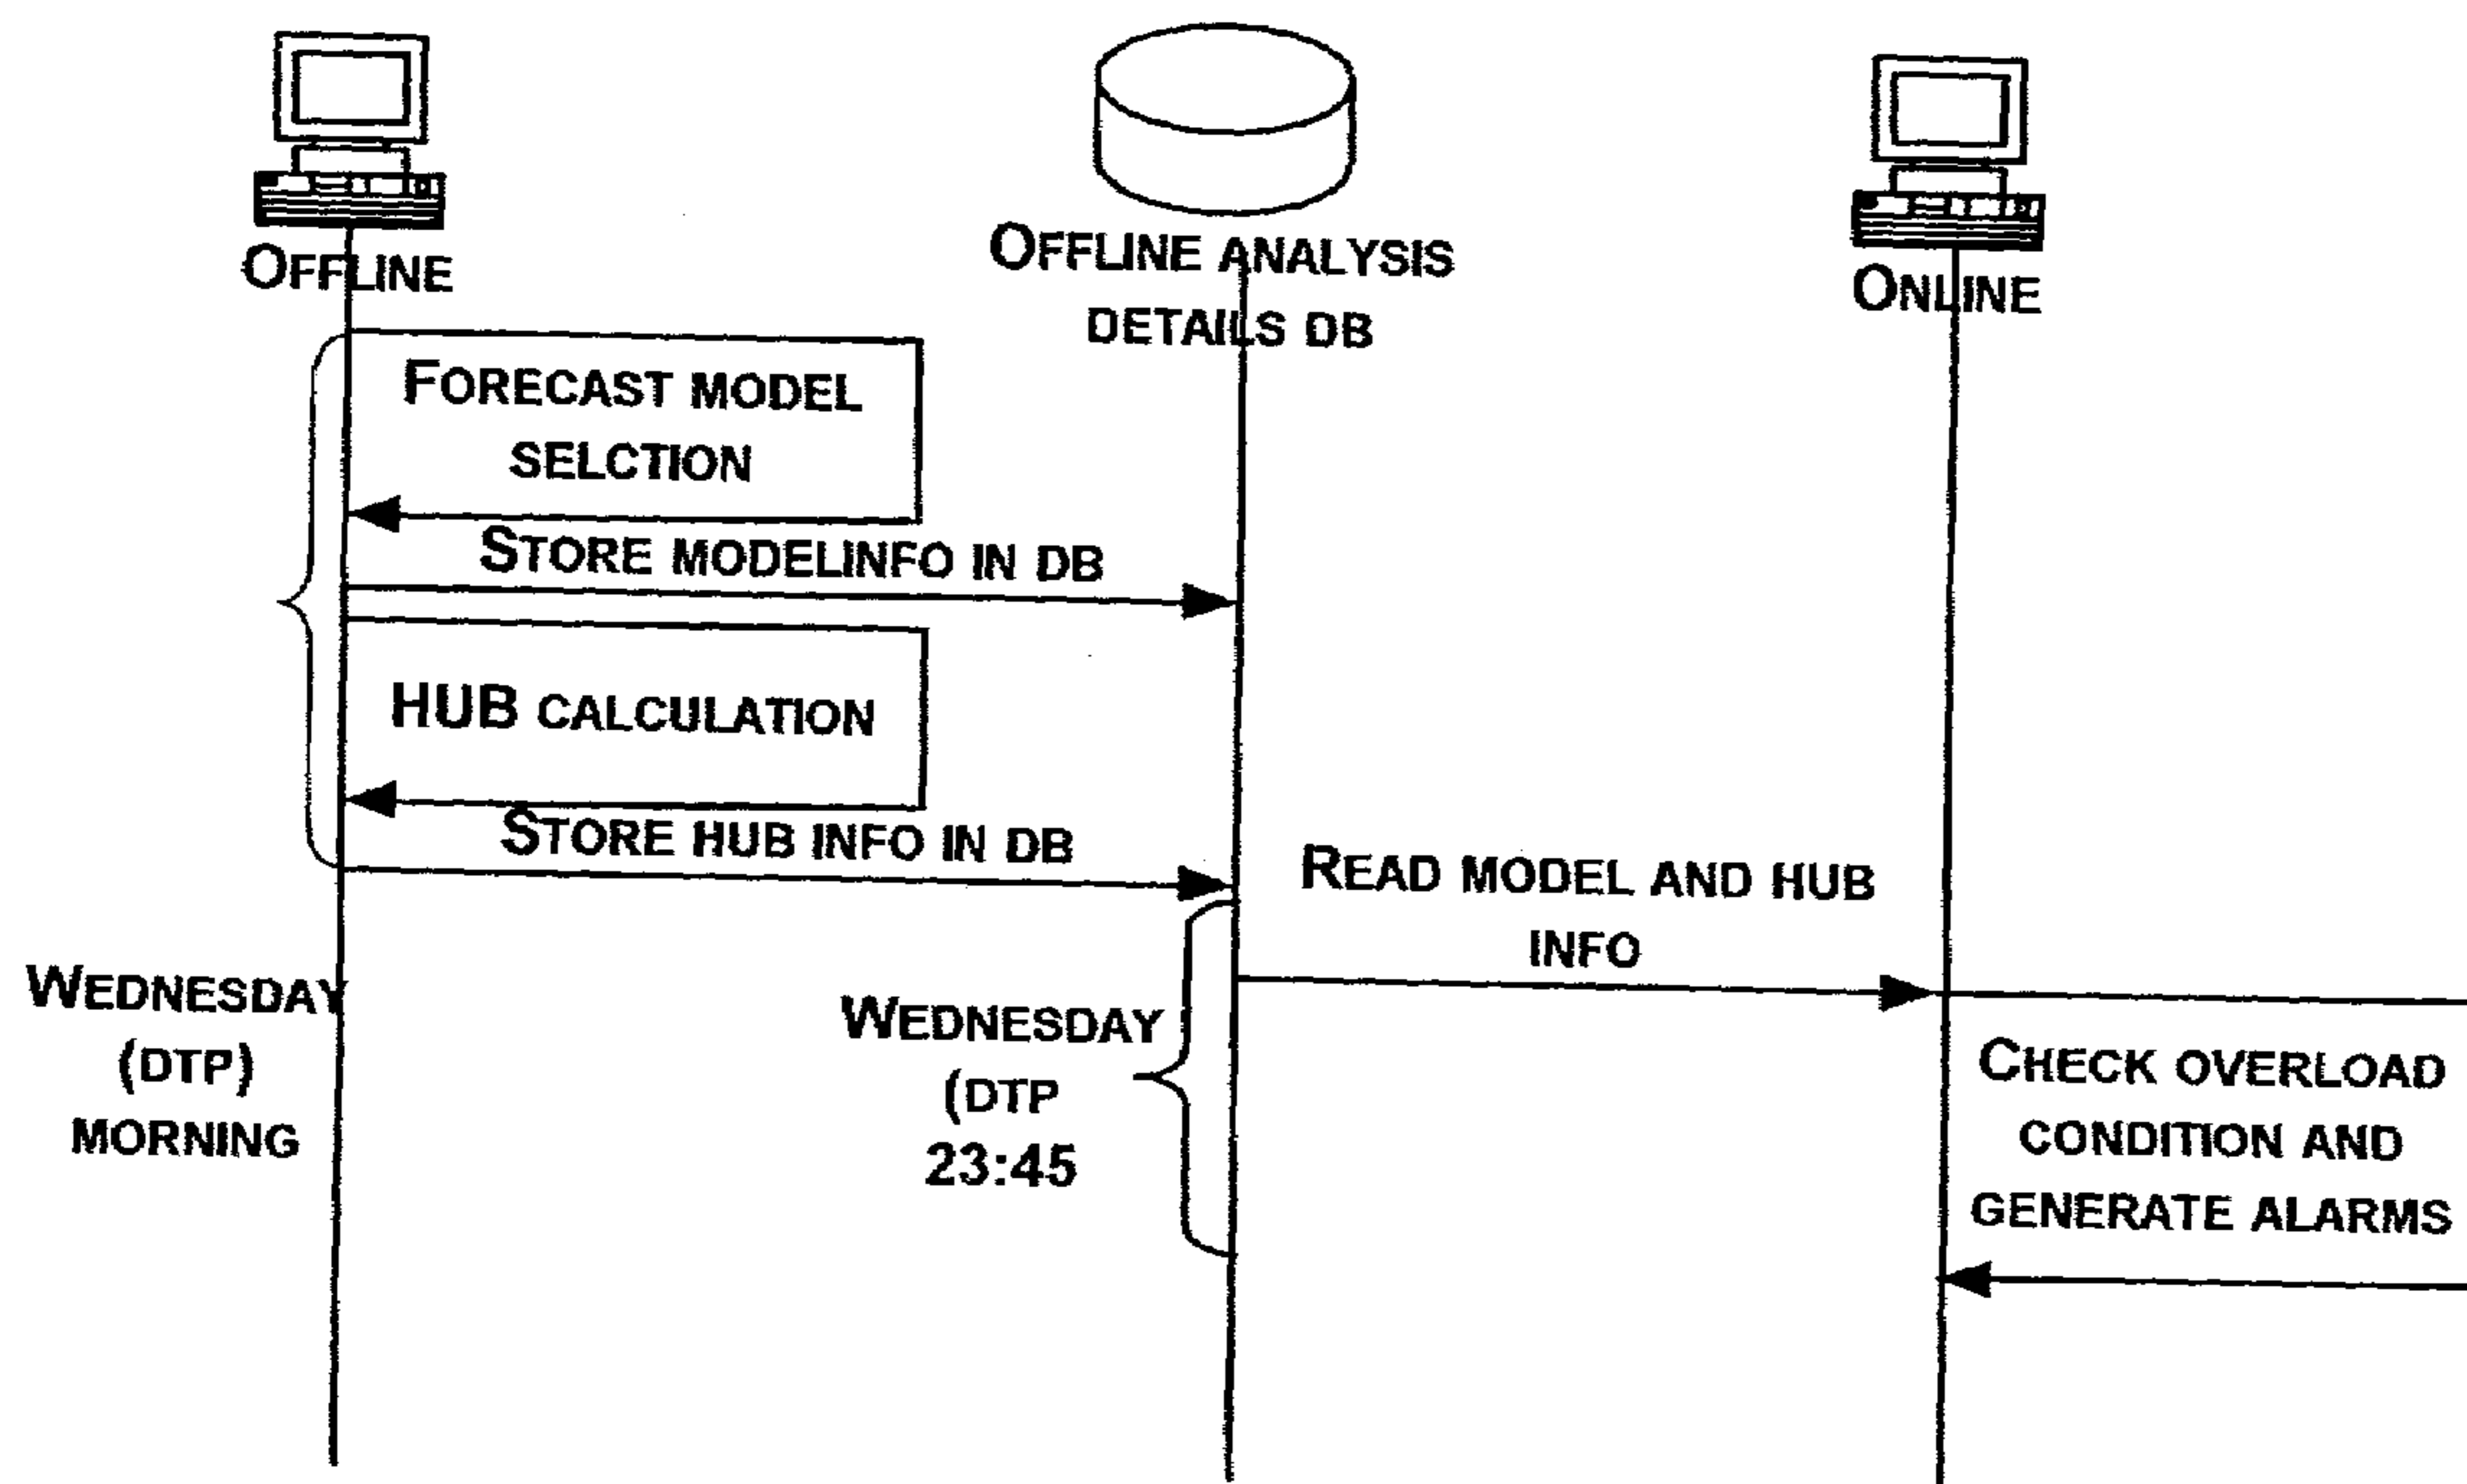 OFFLINE
OFFLINE ANALYSIS
DETAILS DB
ONLINE
FORECAST MODEL
SELCTION
STORE MODELINFO IN DB
HUB CALCULATION
STORE HUB INFO IN DB
READ MODEL AND HUB
INFO
WEDNESDAY
(DTP)
MORNING
WEDNESDAY
(DTP
23:45
CHECK OVERLOAD
CONDITION AND
GENERATE ALARMS